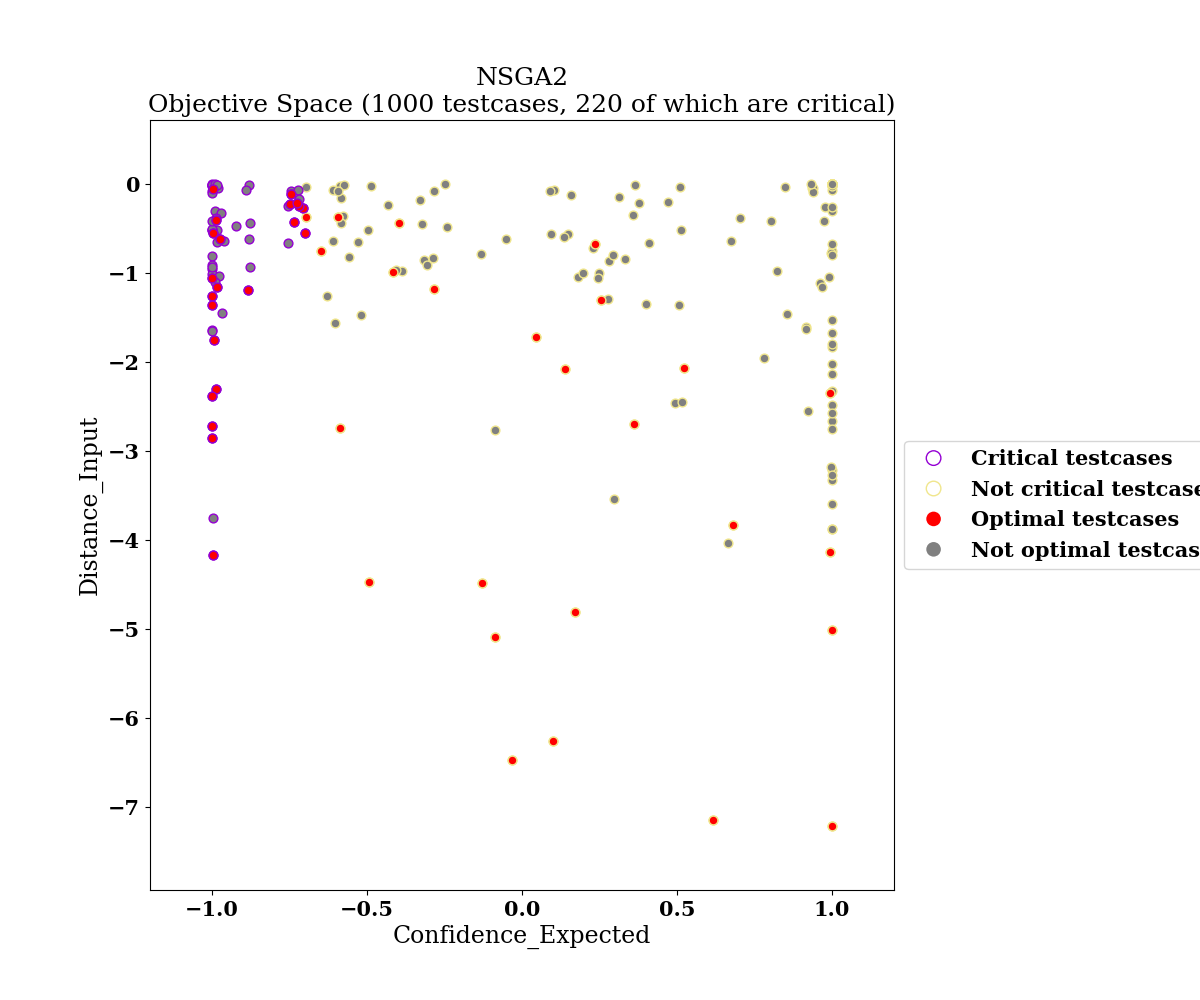 NSGA2
Objective Space (1000 testcases, 220 of which are critical)
0
−1
−2
−3
−4
−5
−6
−7
Distance_Input
−1.0
−0.5
0.0
0.5
1.0
Confidence_Expected
Critical testcases
Not critical testcase
Optimal testcases
Not optimal testcas